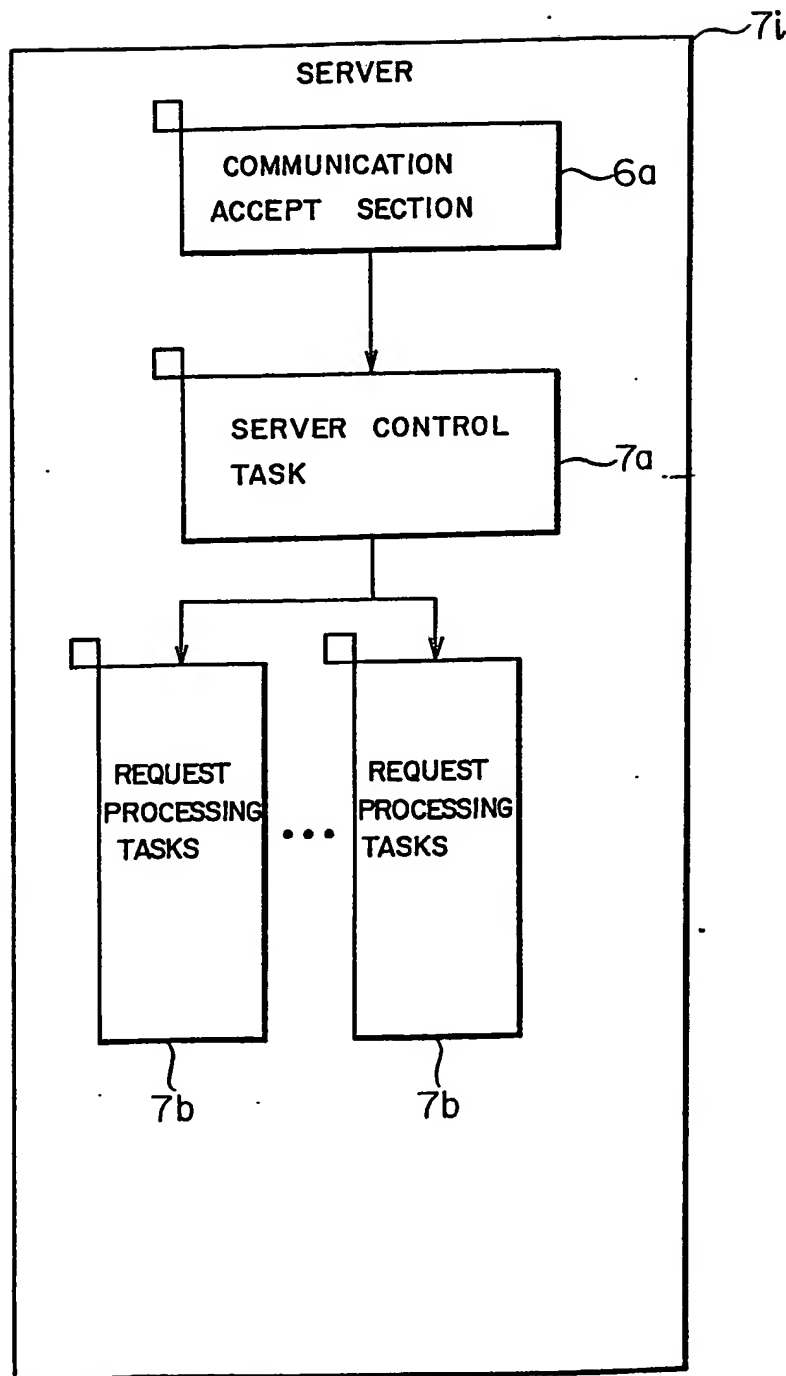 7i
SERVER
COMMUNICATION
ACCEPT SECTION
6a
SERVER CONTROL
TASK
7a
REQUEST
PROCESSING
TASKS
...
REQUEST
PROCESSING
TASKS
7b
7b